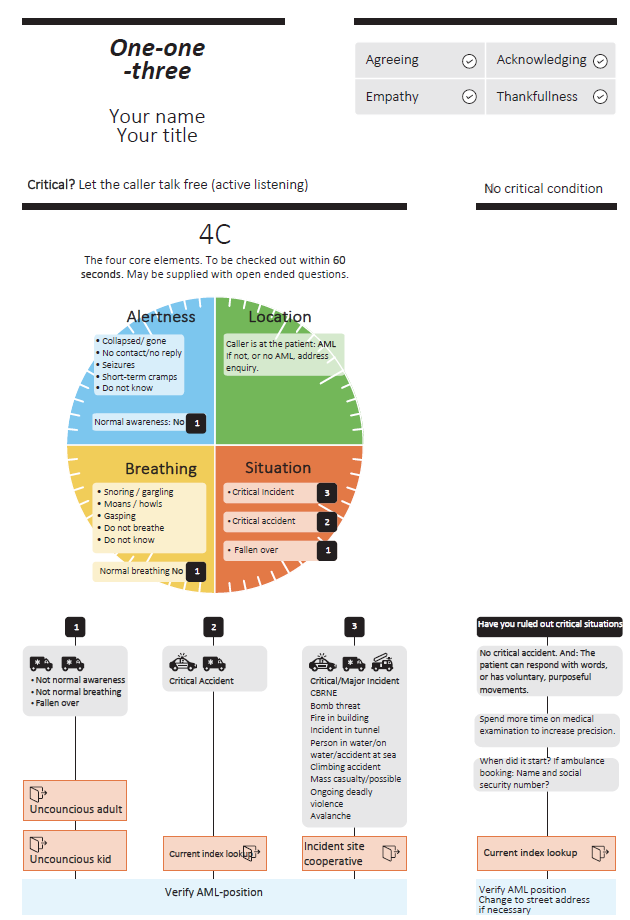 One-one
-three
Your name
Your title
Agreeing
Acknowledging
Empathy
Thankfullness
Critical? Let the caller talk free (active listening)
No critical condition
4C
The four core elements. To be checked out within 60
seconds. May be supplied with open ended questions.
Alertness
• Collapsed/ gone
• No contact/no reply
• Seizures
• Short-term cramps
• Do not know
Normal awareness: No 1
Location
Caller is at the patient: AML
If not, or no AML, address
enquiry.
Breathing
• Snoring / gargling
• Moans / howls
• Gasping
• Do not breathe
• Do not know
Normal breathing No 1
Situation
• Critical Incident 3
• Critical accident 2
• Fallen over 1
1
• Not normal awareness
• Not normal breathing
• Fallen over
Uncouncious adult
Uncouncious kid
2
Critical Accident
Current index lookup
3
Critical/Major Incident
CBRNE
Bomb threat
Fire in building
Incident in tunnel
Person in water/on
water/accident at sea
Climbing accident
Mass casualty/possible
Ongoing deadly
violence
Avalanche
Incident site
cooperative
Verify AML-position
Have you ruled out critical situations
No critical accident. And: The
patient can respond with words,
or has voluntary, purposeful
movements.
Spend more time on medical
examination to increase precision.
When did it start? If ambulance
booking: Name and social
security number?
Current index lookup
Verify AML position
Change to street address
if necessary